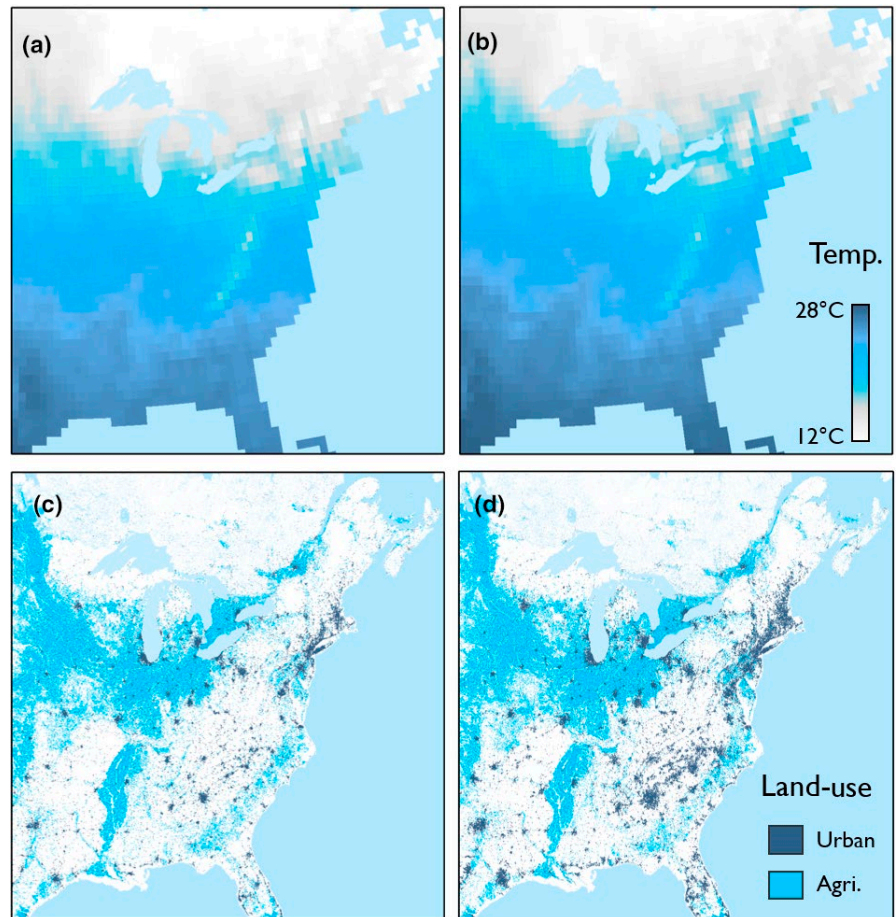 (a)
(b)
Temp.
28°C
12°C
(c)
(d)
Land-use
Urban
Agri.